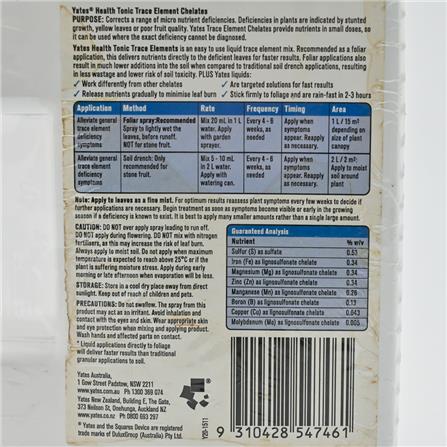 Yates® Health Tonic Trace Element Chelates
PURPOSE: Corrects a range of micro nutrient deficiencies. Deficiencies in plants are indicated by stunted
growth, yellow leaves or poor fruit quality. Yates Trace Element Chelates provide nutrients in small doses, so
it can be used where the exact deficiency cannot be diagnosed.
Yates Health Tonic Trace Elements is an easy to use liquid trace element mix. Recommended as a foliar
application, this delivers nutrients directly to the deficient leaves for faster results. Foliar applications also
result in much lower additions into the soil when compared to traditional soil drench applications, resulting
in less wastage and lower risk of soil toxicity. PLUS Yates liquids:
✓ Work differently from other chelates ✓ Are targeted solutions for fast results
✓ Release nutrients gradually to minimise leaf burn ✓ Stick firmly to foliage and are rain-fast in 2-3 hours
Application Method Rate Frequency Timing Area
Alleviate general trace element deficiency symptoms
Foliar spray:Recommended Spray to lightly wet the leaves, before runoff. NOT for stone fruit.
Mix 20 mL in 1 L water. Apply with garden sprayer.
Every 4 - 6 weeks, as needed
Apply when symptoms appear.
1 L / 15 m² depending on size of plant canopy
Alleviate general trace element deficiency symptoms
Soil drench: Only recommended for stone fruit.
Mix 5 - 10 mL in 2 L water. Apply with watering can.
Every 4 - 6 weeks, as needed
Apply when symptoms appear.
2 L / 2 m² Apply to moist soil around plant
Note: Apply to leaves as a fine mist. For optimum results reassess plant symptoms every few weeks to decide if
further applications are necessary. Begin treatment as soon as symptoms become visible or early in the growing
season if a deficiency is known to exist. It is best to apply many smaller amounts rather than a single large amount.
CAUTION: DO NOT over apply spray leading to run off.
DO NOT apply during flowering. DO NOT mix with nitrogen
fertilisers, as this may increase the risk of leaf burn.
Always apply to moist soil. Do not apply when maximum
temperature is expected to reach above 25°C or if the
plant is suffering moisture stress. Apply during early
morning or late afternoon when evaporation will be less.
STORAGE: Store in a cool dry place away from direct
sunlight. Keep out of reach of children and pets.
PRECAUTIONS: Do not swallow. The spray from this
product may act as an irritant. Avoid inhalation and
contact with the eyes and skin. Wear appropriate skin
and eye protection when mixing and applying product.
Wash hands and affected parts on contact.
* Liquid applications directly to foliage
will deliver faster results than traditional
granular applications to soil.
Guaranteed Analysis
Nutrient % w/v
Sulfur (S) as sulfate 0.53
Iron (Fe) as lignosulfonate chelate 0.34
Magnesium (Mg) as lignosulfonate chelate 0.34
Zinc (Zn) as lignosulfonate chelate 0.34
Manganese (Mn) as lignosulfonate chelate 0.26
Boron (B) as lignosulfonate chelate 0.13
Copper (Cu) as lignosulfonate chelate 0.043
Molybdenum (Mo) as lignosulfonate chelate 0.005
Yates Australia,
1 Gow Street Padstow, NSW 2211
www.yates.com.au Ph 1300 369 074
Yates New Zealand, Building E, The Gate,
373 Neilson St, Onehunga, Auckland NZ
www.yates.co.nz
® Yates and the Squares Device are registered
trade marks of DuluxGroup (Australia) Pty Ltd.
Y25-1511
9 310428 547461